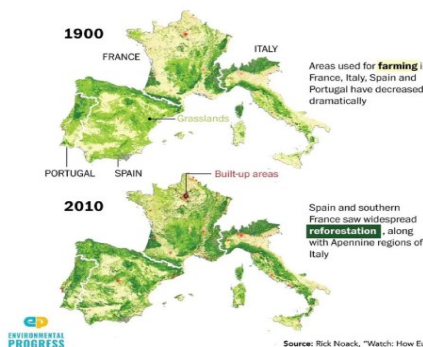 1900
FRANCE
ITALY
Areas used for farming i
France, Italy, Spain and
Portugal have decreased
dramatically
Grasslands
PORTUGAL
SPAIN
Built-up areas
2010
Spain and southern
France saw widespread
reforestation, along
with Apennine regions of
Italy
ep
ENVIRONMENTAL
PROGRESS
Source: Rick Noack, "Watch: How Eu